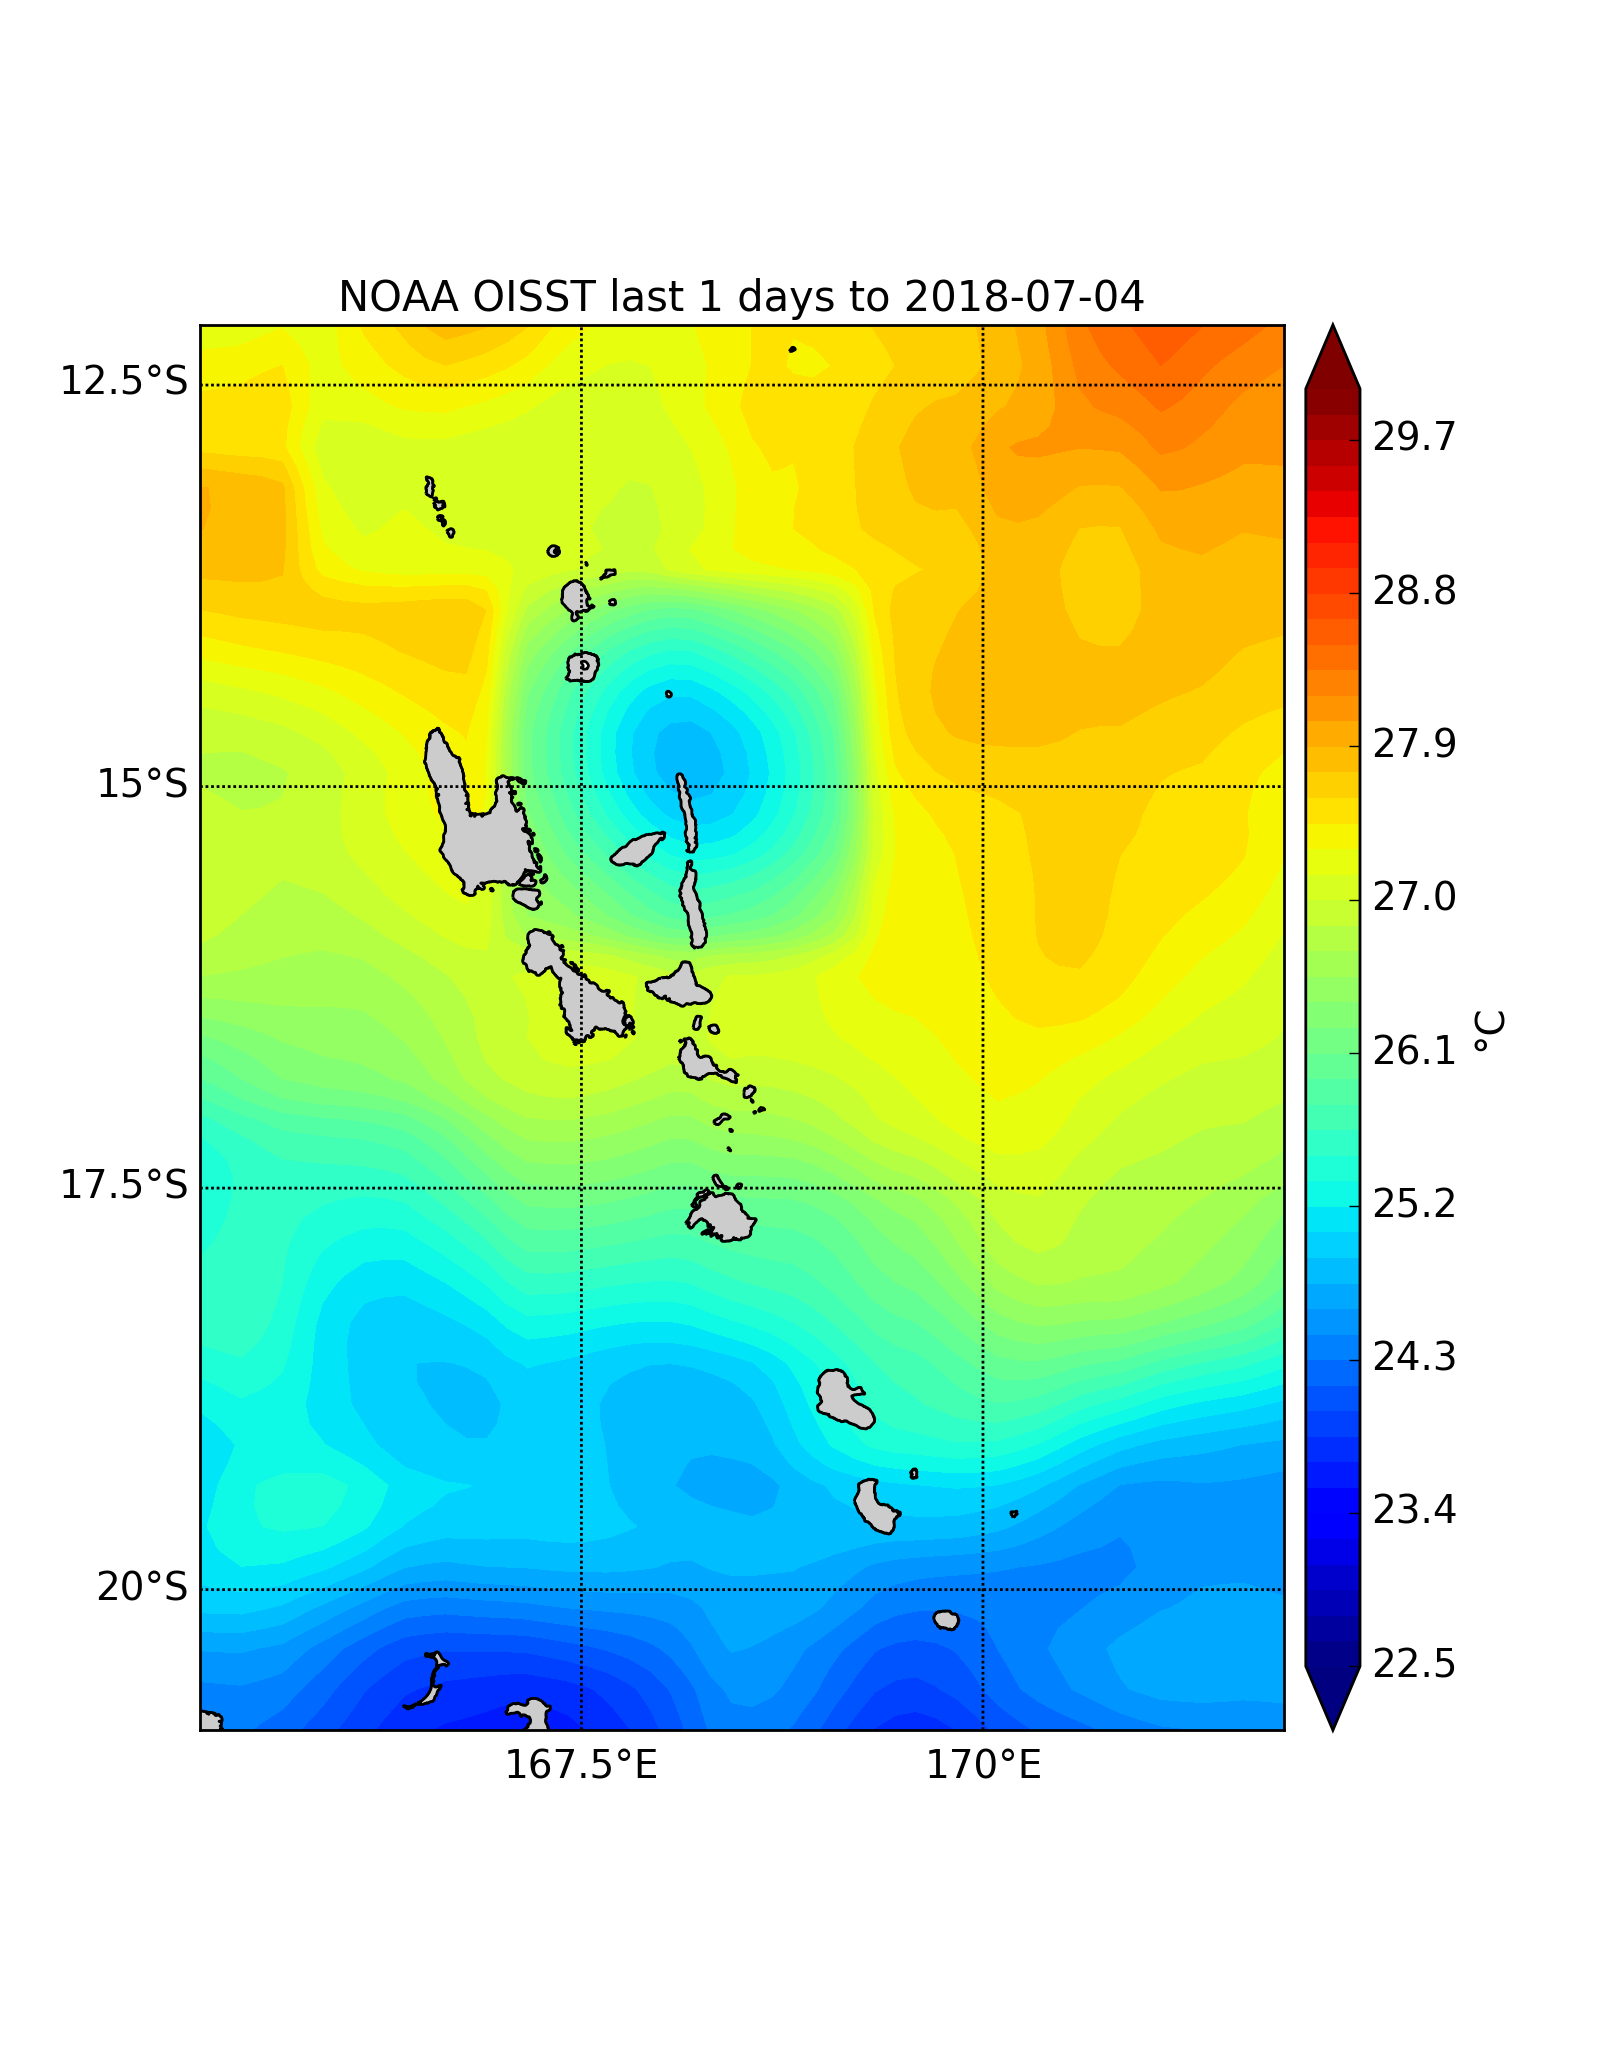 NOAA OISST last 1 days to 2018-07-04
12.5°S
15°S
17.5°S
20°S
167.5°E
170°E
29.7
28.8
27.9
27.0
26.1
25.2
24.3
23.4
22.5
°C